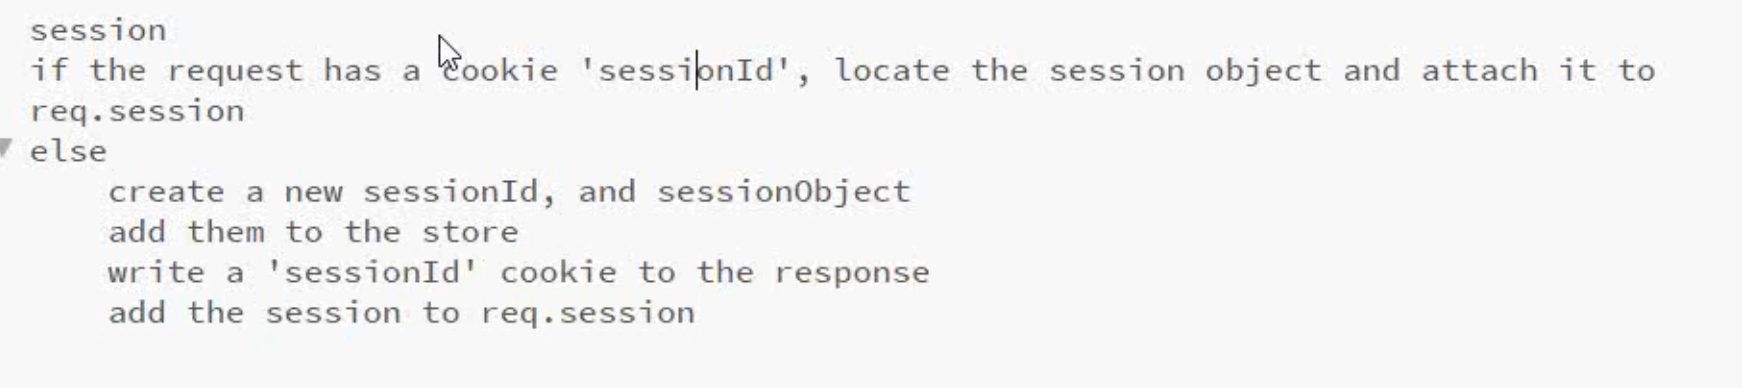 session
if the request has a cookie 'sessionId', locate the session object and attach it to
req.session
else
create a new sessionId, and sessionObject
add them to the store
write a 'sessionId' cookie to the response
add the session to req.session